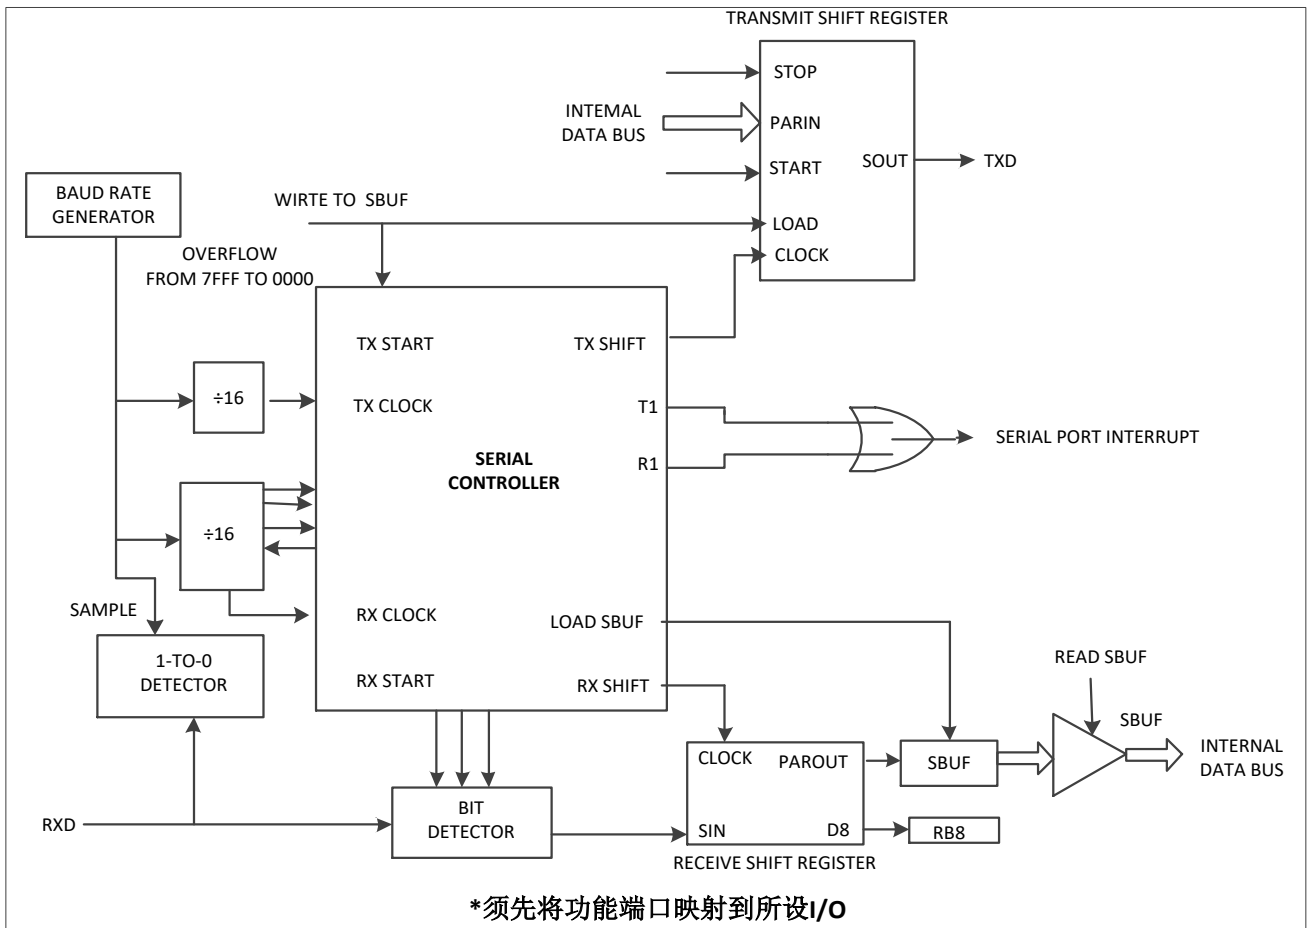 TRANSMIT SHIFT REGISTER
STOP
INTEMAL
DATA BUS
PARIN
START
SOUT
TXD
BAUD RATE
GENERATOR
WIRTE TO SBUF
LOAD
CLOCK
OVERFLOW
FROM 7FFF TO 0000
TX START
TX SHIFT
÷16
TX CLOCK
T1
SERIAL PORT INTERRUPT
R1
SERIAL
CONTROLLER
÷16
SAMPLE
RX CLOCK
LOAD SBUF
1-TO-0
DETECTOR
RX START
RX SHIFT
READ SBUF
SBUF
CLOCK
PAROUT
SBUF
INTERNAL
DATA BUS
RXD
BIT
DETECTOR
SIN
D8
RB8
RECEIVE SHIFT REGISTER
*须先将功能端口映射到所设I/O